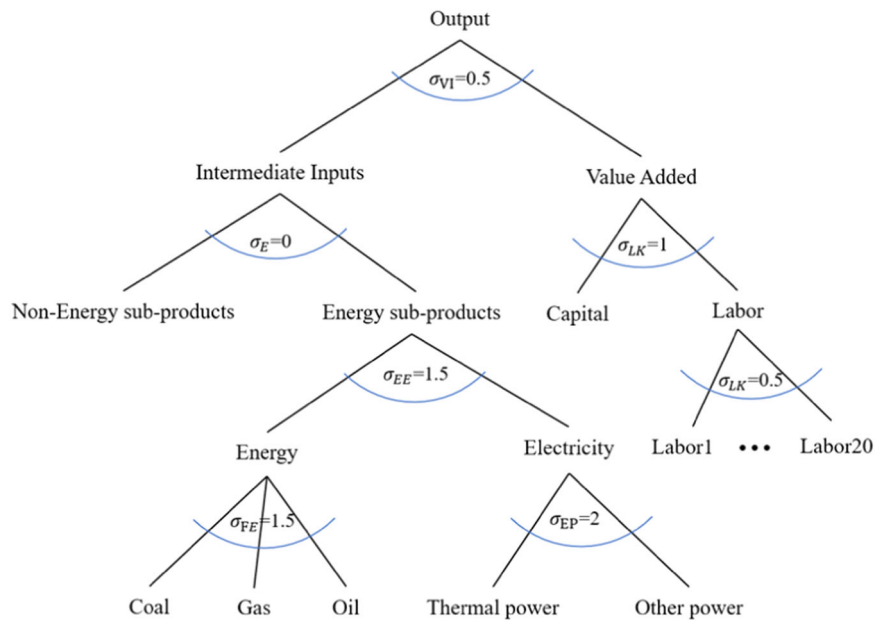 Output
σVI=0.5
Intermediate Inputs
Value Added
σE=0
σLK=1
Non-Energy sub-products
Energy sub-products
Capital
Labor
σEE=1.5
σLK=0.5
Energy
Electricity
Labor1 ••• Labor20
σFE=1.5
σEP=2
Coal
Gas
Oil
Thermal power
Other power